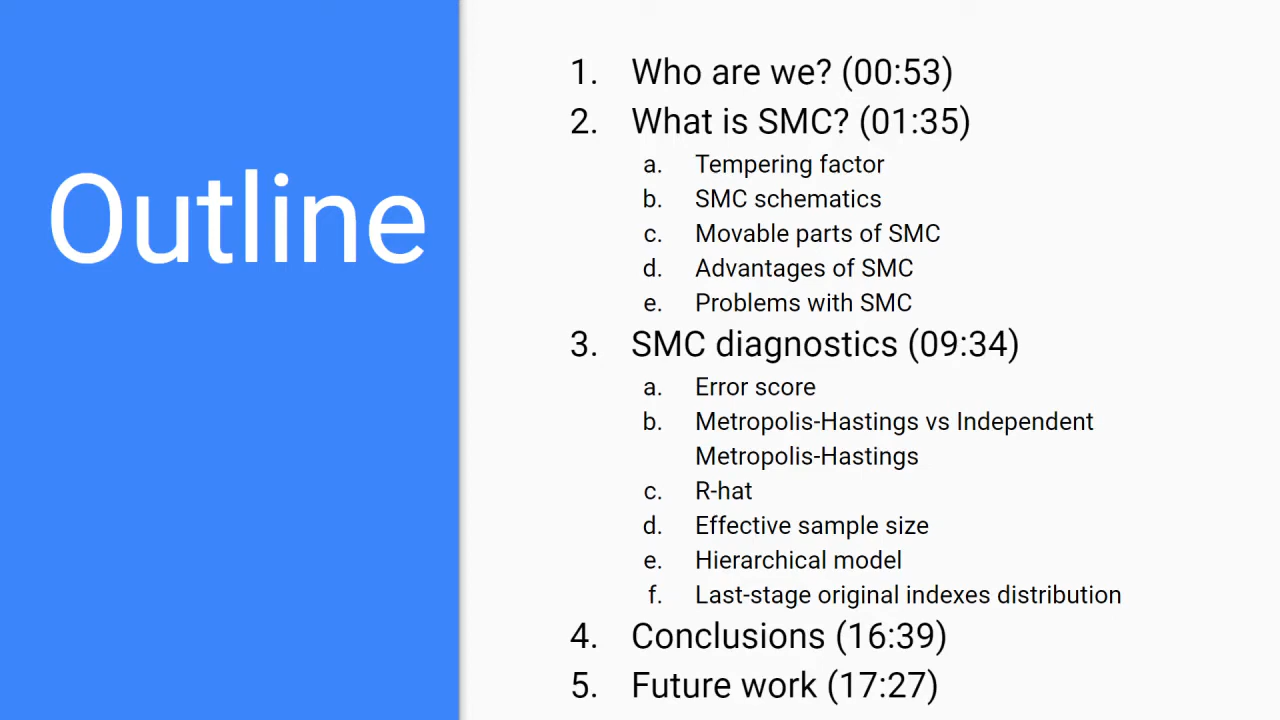 Outline
1. Who are we? (00:53)
2. What is SMC? (01:35)
a. Tempering factor
b. SMC schematics
c. Movable parts of SMC
d. Advantages of SMC
e. Problems with SMC
3. SMC diagnostics (09:34)
a. Error score
b. Metropolis-Hastings vs Independent
Metropolis-Hastings
c. R-hat
d. Effective sample size
e. Hierarchical model
f. Last-stage original indexes distribution
4. Conclusions (16:39)
5. Future work (17:27)